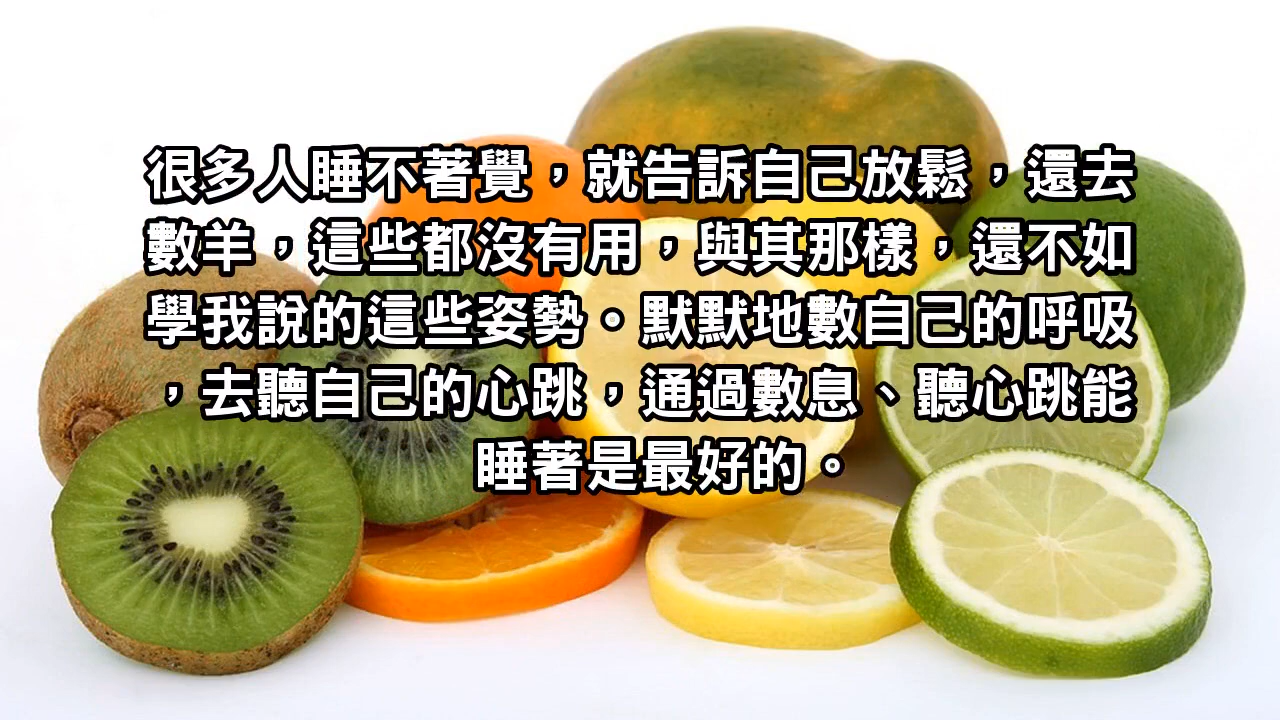 很多人睡不著覺，就告訴自己放鬆，還去
數羊，這些都沒有用，與其那樣，還不如
學我說的這些姿勢。默默地數自己的呼吸
，去聽自己的心跳，通過數息、聽心跳能
睡著是最好的。